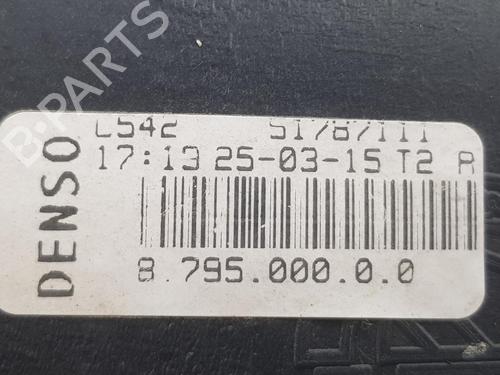 B-PARTS
DENSO
L542 51787111
17:13 25-03-15 T2 A
8.795.000.0.0